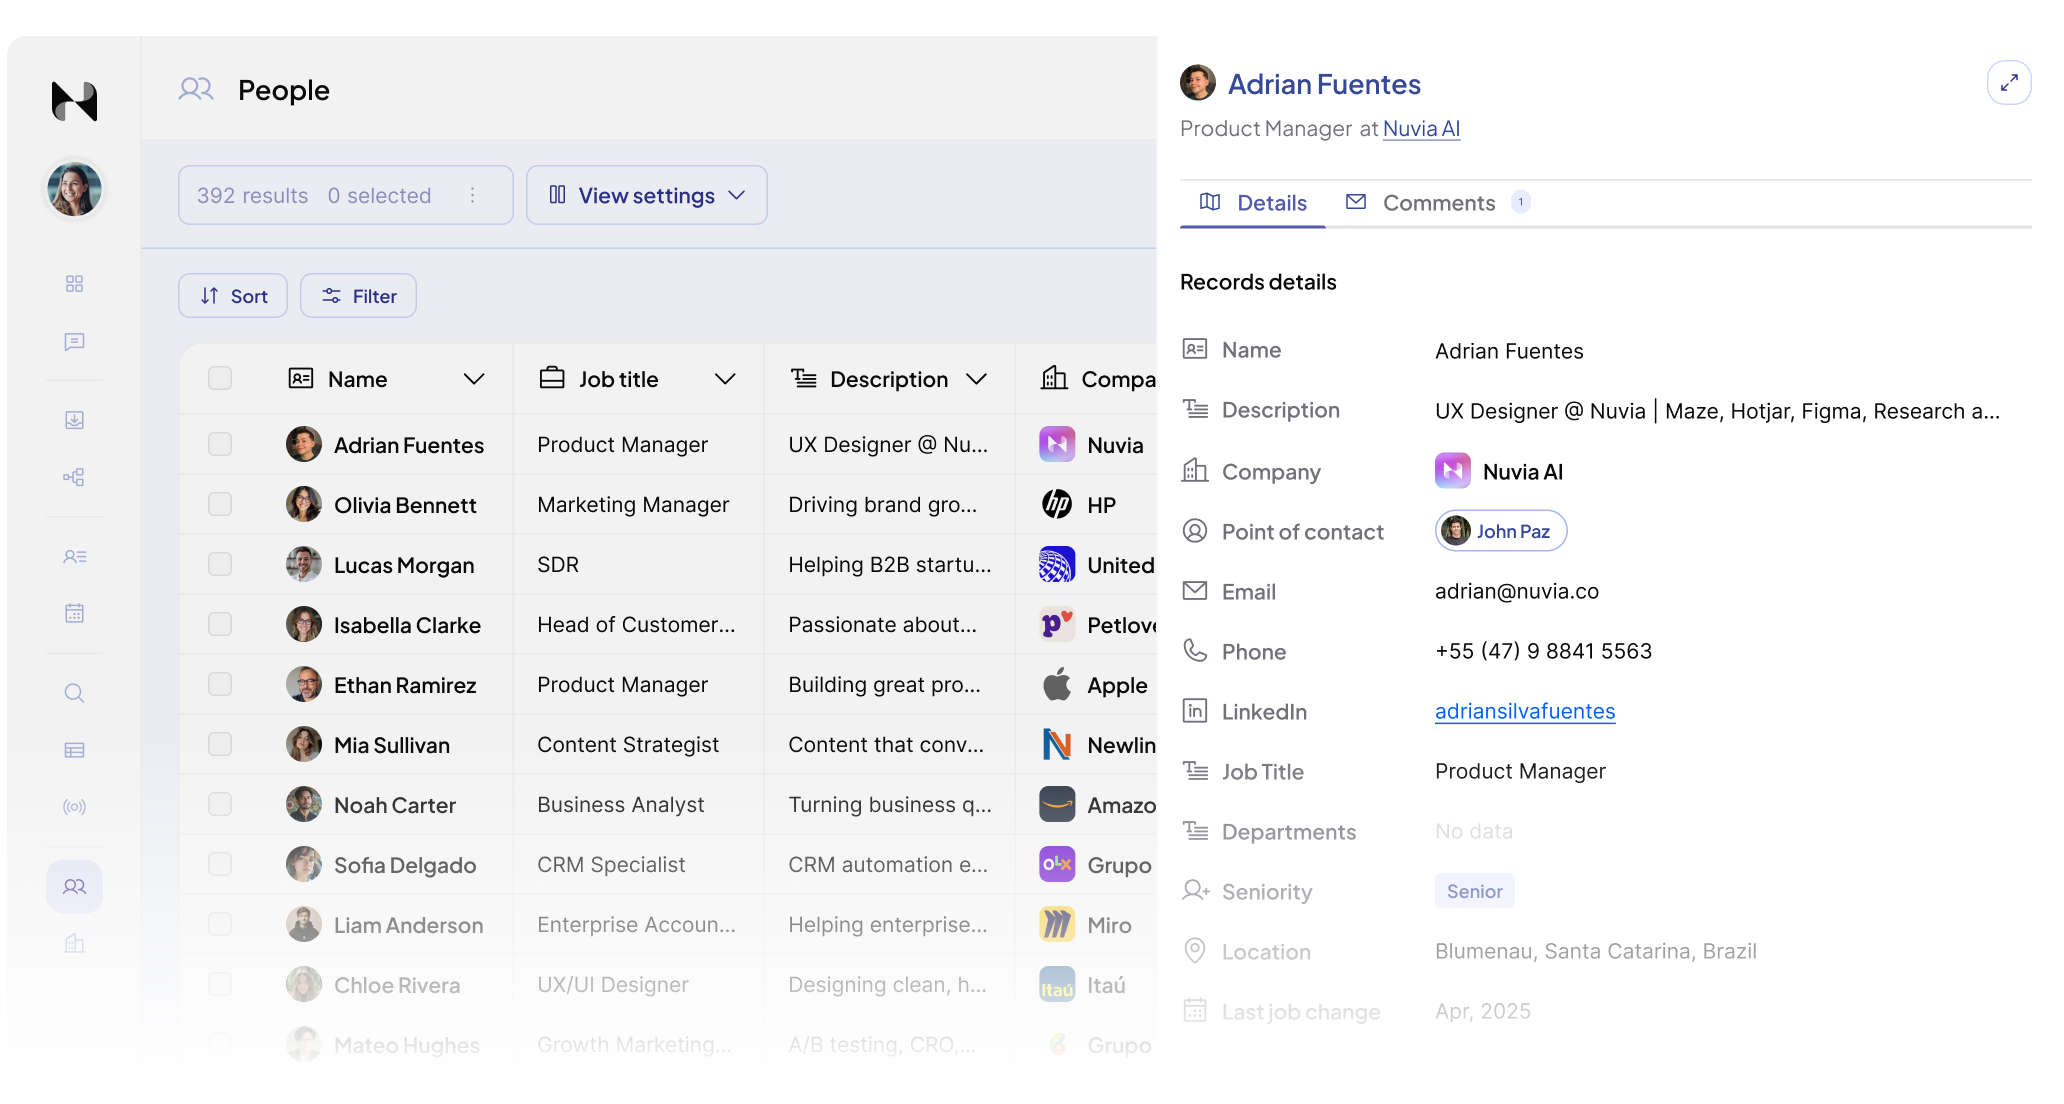 People
392 results 0 selected
View settings
Sort Filter
Name Job title Description Compa
Adrian Fuentes Product Manager UX Designer @ Nu... Nuvia
Olivia Bennett Marketing Manager Driving brand gro... hp HP
Lucas Morgan SDR Helping B2B startu... United
Isabella Clarke Head of Customer... Passionate about... p Petlove
Ethan Ramirez Product Manager Building great pro... Apple
Mia Sullivan Content Strategist Content that conv... Newlin
Noah Carter Business Analyst Turning business q... Amazo
Sofia Delgado CRM Specialist CRM automation e... OLX Grupo
Liam Anderson Enterprise Accoun... Helping enterprise... Miro
Chloe Rivera UX/UI Designer Designing clean, h... Itaú Itaú
Mateo Hughes Growth Marketing... A/B testing, CRO,... Grupo
Adrian Fuentes
Product Manager at Nuvia AI
Details Comments 1
Records details
Name Adrian Fuentes
Description UX Designer @ Nuvia | Maze, Hotjar, Figma, Research a...
Company Nuvia AI
Point of contact John Paz
Email adrian@nuvia.co
Phone +55 (47) 9 8841 5563
in LinkedIn adriansilvafuentes
Job Title Product Manager
Departments No data
Seniority Senior
Location Blumenau, Santa Catarina, Brazil
Last job change Apr, 2025